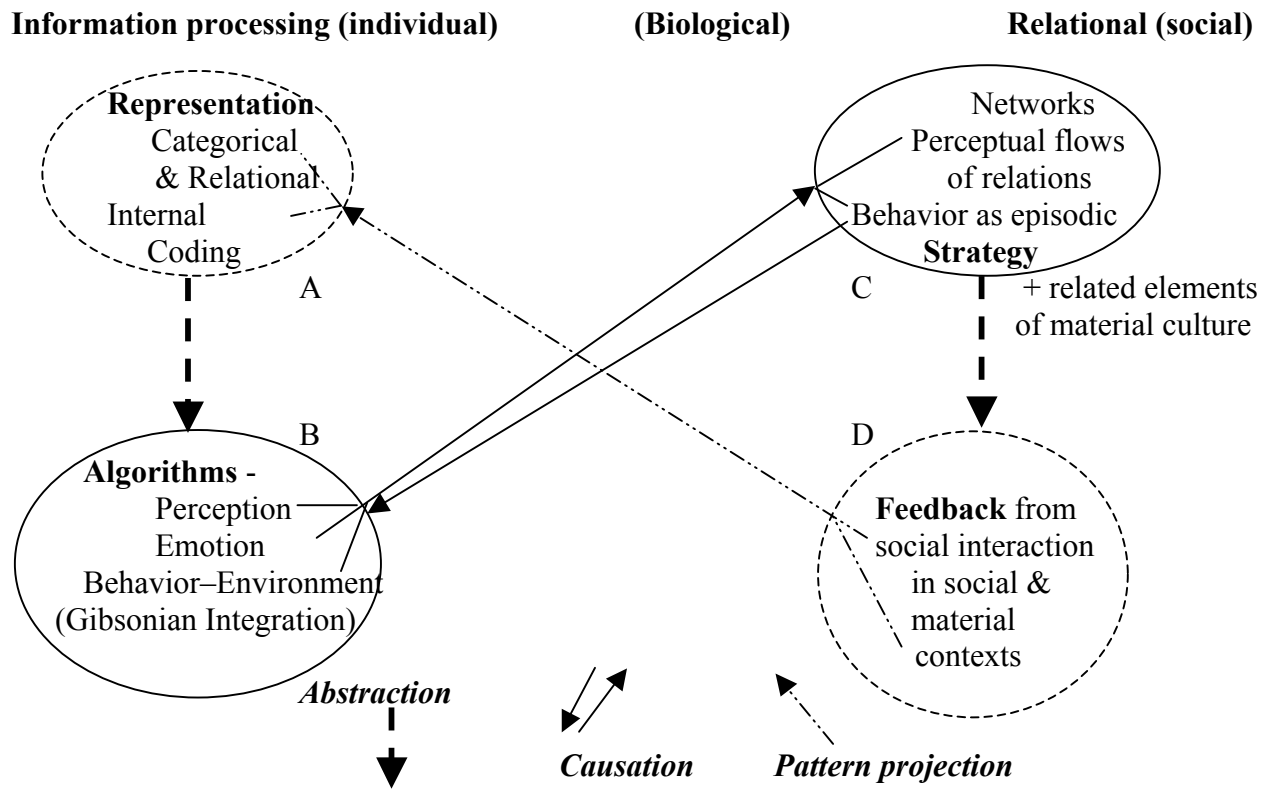 Information processing (individual) (Biological) Relational (social)
Representation
Categorical
& Relational
Internal
Coding
A
Networks
Perceptual flows
of relations
Behavior as episodic
Strategy
C
+ related elements
of material culture
B
Algorithms -
Perception
Emotion
Behavior–Environment
(Gibsonian Integration)
D
Feedback from
social interaction
in social &
material
contexts
Abstraction
Causation
Pattern projection